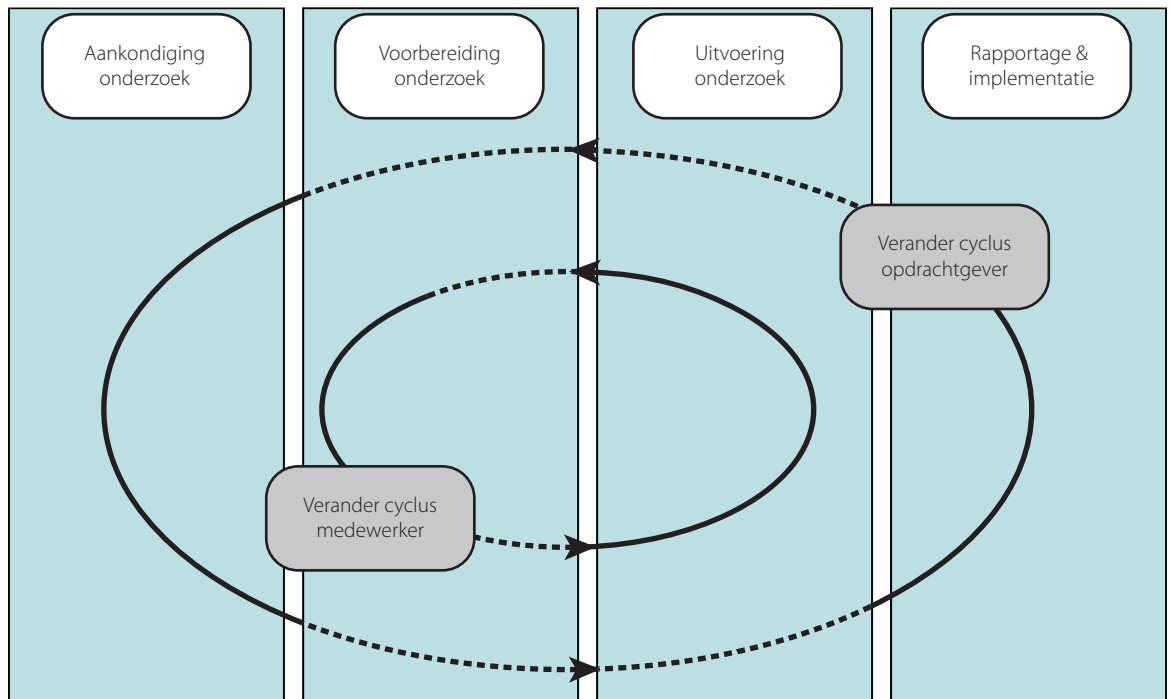 Aankondiging
onderzoek
Voorbereiding
onderzoek
Uitvoering
onderzoek
Rapportage &
implementatie
Verander cyclus
opdrachtgever
Verander cyclus
medewerker